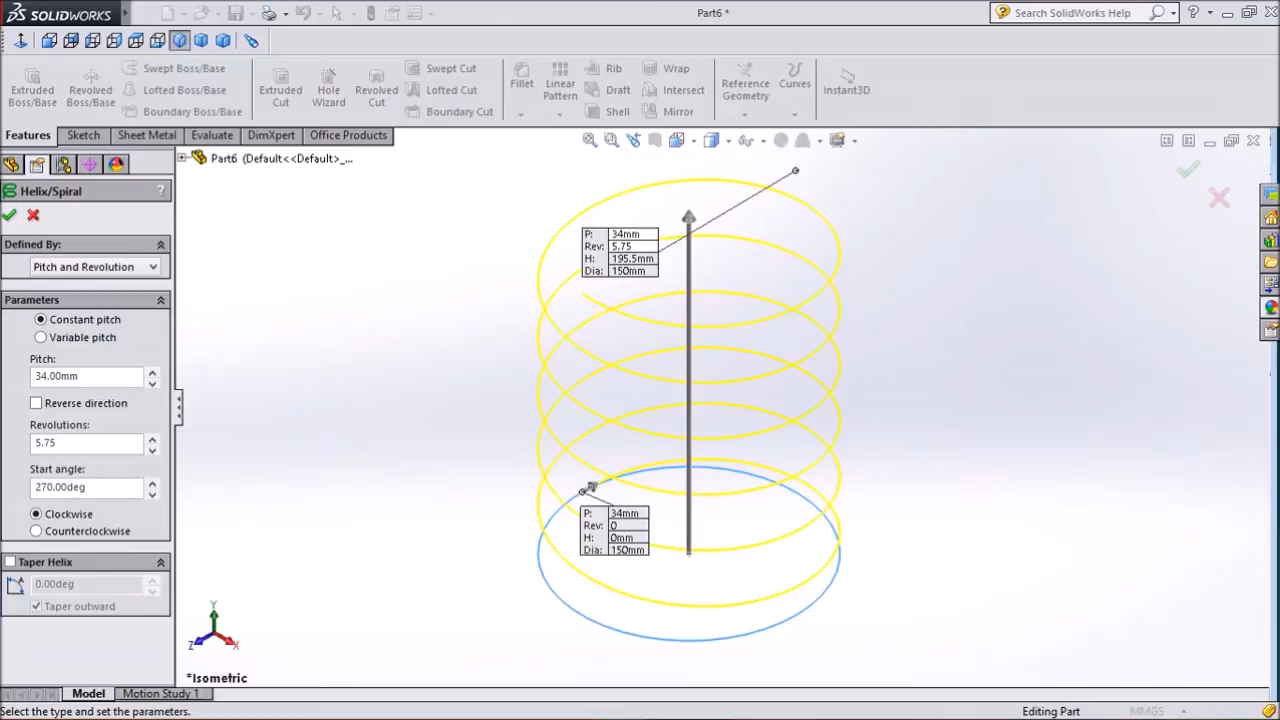 SOLIDWORKS
Part6 *
Search SolidWorks Help
Extruded Boss/Base
Revolved Boss/Base
Swept Boss/Base
Lofted Boss/Base
Boundary Boss/Base
Extruded Cut
Hole Wizard
Revolved Cut
Swept Cut
Lofted Cut
Boundary Cut
Fillet
Linear Pattern
Rib
Draft
Shell
Wrap
Intersect
Mirror
Reference Geometry
Curves
Instant3D
Features
Sketch
Sheet Metal
Evaluate
DimXpert
Office Products
Part6 (Default<<Default>_...
Helix/Spiral
?
Defined By:
Pitch and Revolution
Parameters
Constant pitch
Variable pitch
Pitch:
34.00mm
Reverse direction
Revolutions:
5.75
Start angle:
270.00deg
Clockwise
Counterclockwise
Taper Helix
0.00deg
Taper outward
P: 34mm
Rev: 5.75
H: 195.5mm
Dia: 150mm
P: 34mm
Rev: 0
H: 0mm
Dia: 150mm
Y
Z
X
*Isometric
Model
Motion Study 1
Select the type and set the parameters.
Editing Part
MMGS